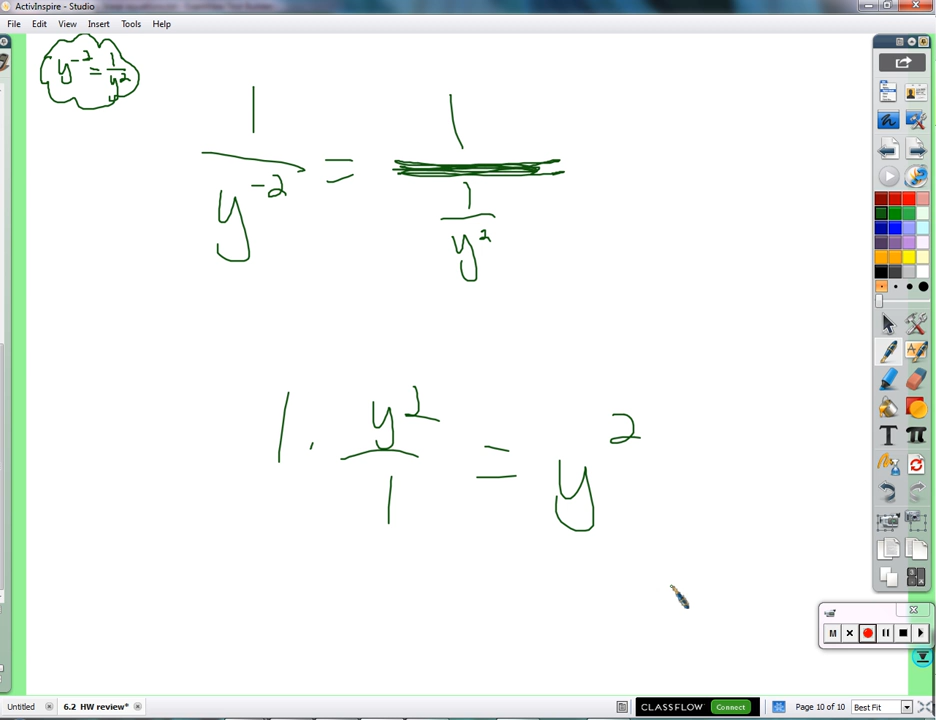 ActivInspire - Studio
File Edit View Insert Tools Help
y⁻² = 1/y²
1/y⁻² = 1/(1/y²)
1 · y²/1 = y²
Untitled 6.2 HW review* CLASSFLOW Connect Page 10 of 10 Best Fit